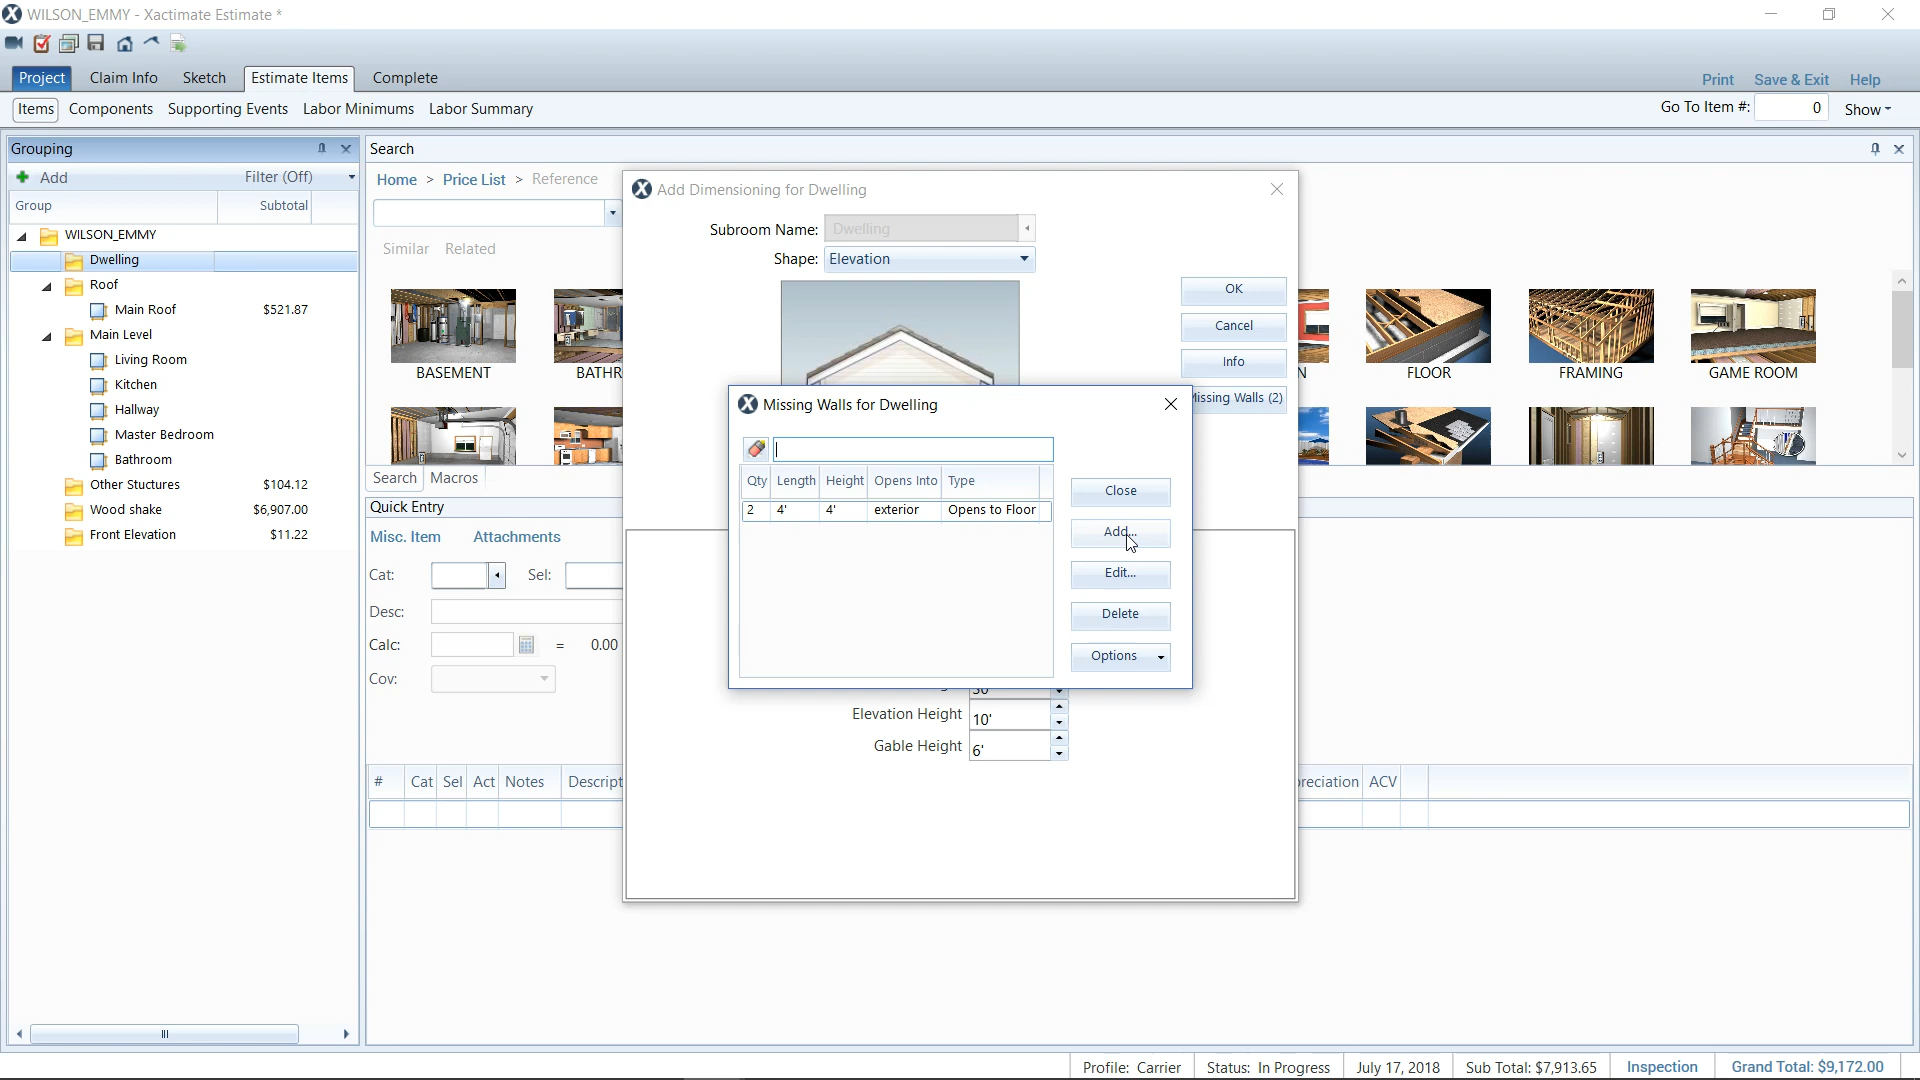 WILSON_EMMY - Xactimate Estimate *
Project Claim Info Sketch Estimate Items Complete
Print Save & Exit Help
Items Components Supporting Events Labor Minimums Labor Summary
Go To Item #: 0 Show
Grouping
Add Filter (Off)
Group Subtotal
WILSON_EMMY
Dwelling
Roof
Main Roof $521.87
Main Level
Living Room
Kitchen
Hallway
Master Bedroom
Bathroom
Other Stuctures $104.12
Wood shake $6,907.00
Front Elevation $11.22
Search
Home > Price List > Reference
Similar Related
BASEMENT BATHR N FLOOR FRAMING GAME ROOM
Search Macros
Quick Entry
Misc. Item Attachments
Cat: Sel:
Desc:
Calc: = 0.00
Cov:
# Cat Sel Act Notes Descript reciation ACV
Add Dimensioning for Dwelling
Subroom Name: Dwelling
Shape: Elevation
OK
Cancel
Info
Missing Walls (2)
Missing Walls for Dwelling
Qty Length Height Opens Into Type
2 4' 4' exterior Opens to Floor
Close
Add...
Edit...
Delete
Options
Elevation Height 10'
Gable Height 6'
Profile: Carrier Status: In Progress July 17, 2018 Sub Total: $7,913.65 Inspection Grand Total: $9,172.00